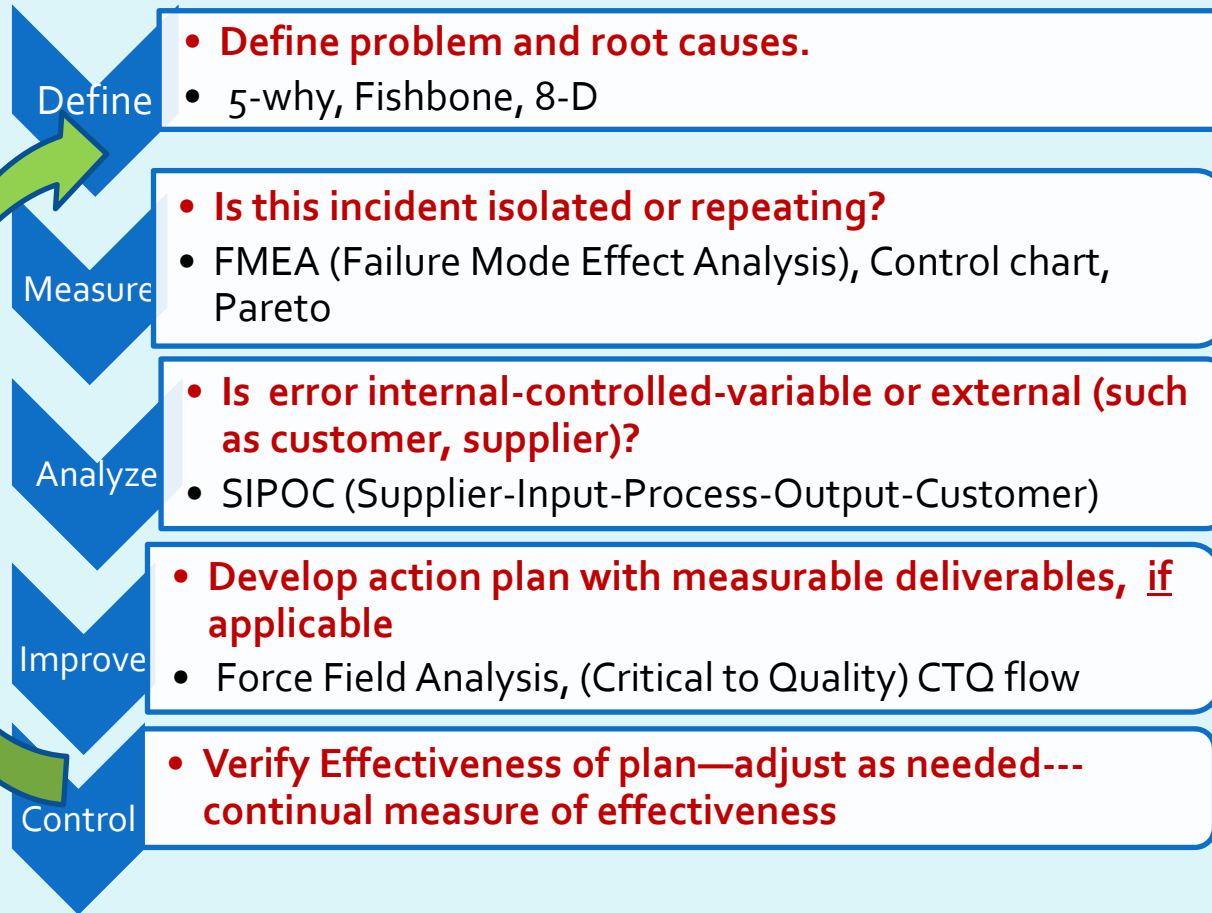 Define
• Define problem and root causes.
• 5-why, Fishbone, 8-D
Measure
• Is this incident isolated or repeating?
• FMEA (Failure Mode Effect Analysis), Control chart,
Pareto
Analyze
• Is error internal-controlled-variable or external (such
as customer, supplier)?
• SIPOC (Supplier-Input-Process-Output-Customer)
Improve
• Develop action plan with measurable deliverables, if
applicable
• Force Field Analysis, (Critical to Quality) CTQ flow
Control
• Verify Effectiveness of plan—adjust as needed---
continual measure of effectiveness